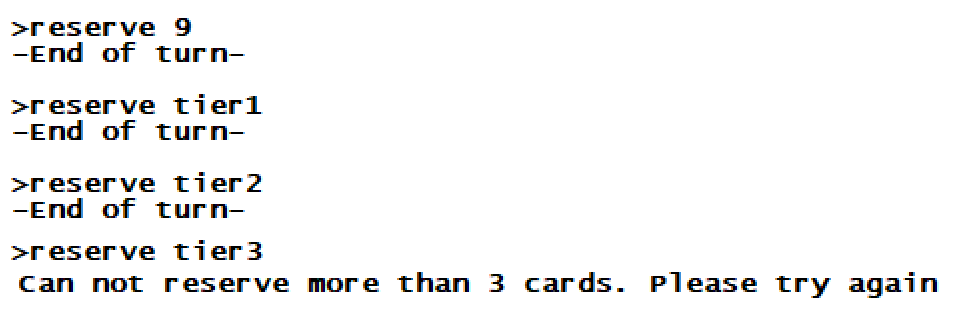 >reserve 9
-End of turn-
>reserve tier1
-End of turn-
>reserve tier2
-End of turn-
>reserve tier3
Can not reserve more than 3 cards. Please try again